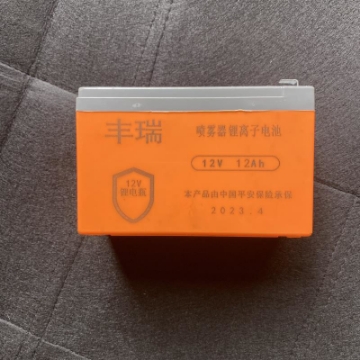 丰瑞
喷雾器锂离子电池
12V 12Ah
12V
锂电瓶
本产品由中国平安保险承保
2023.4